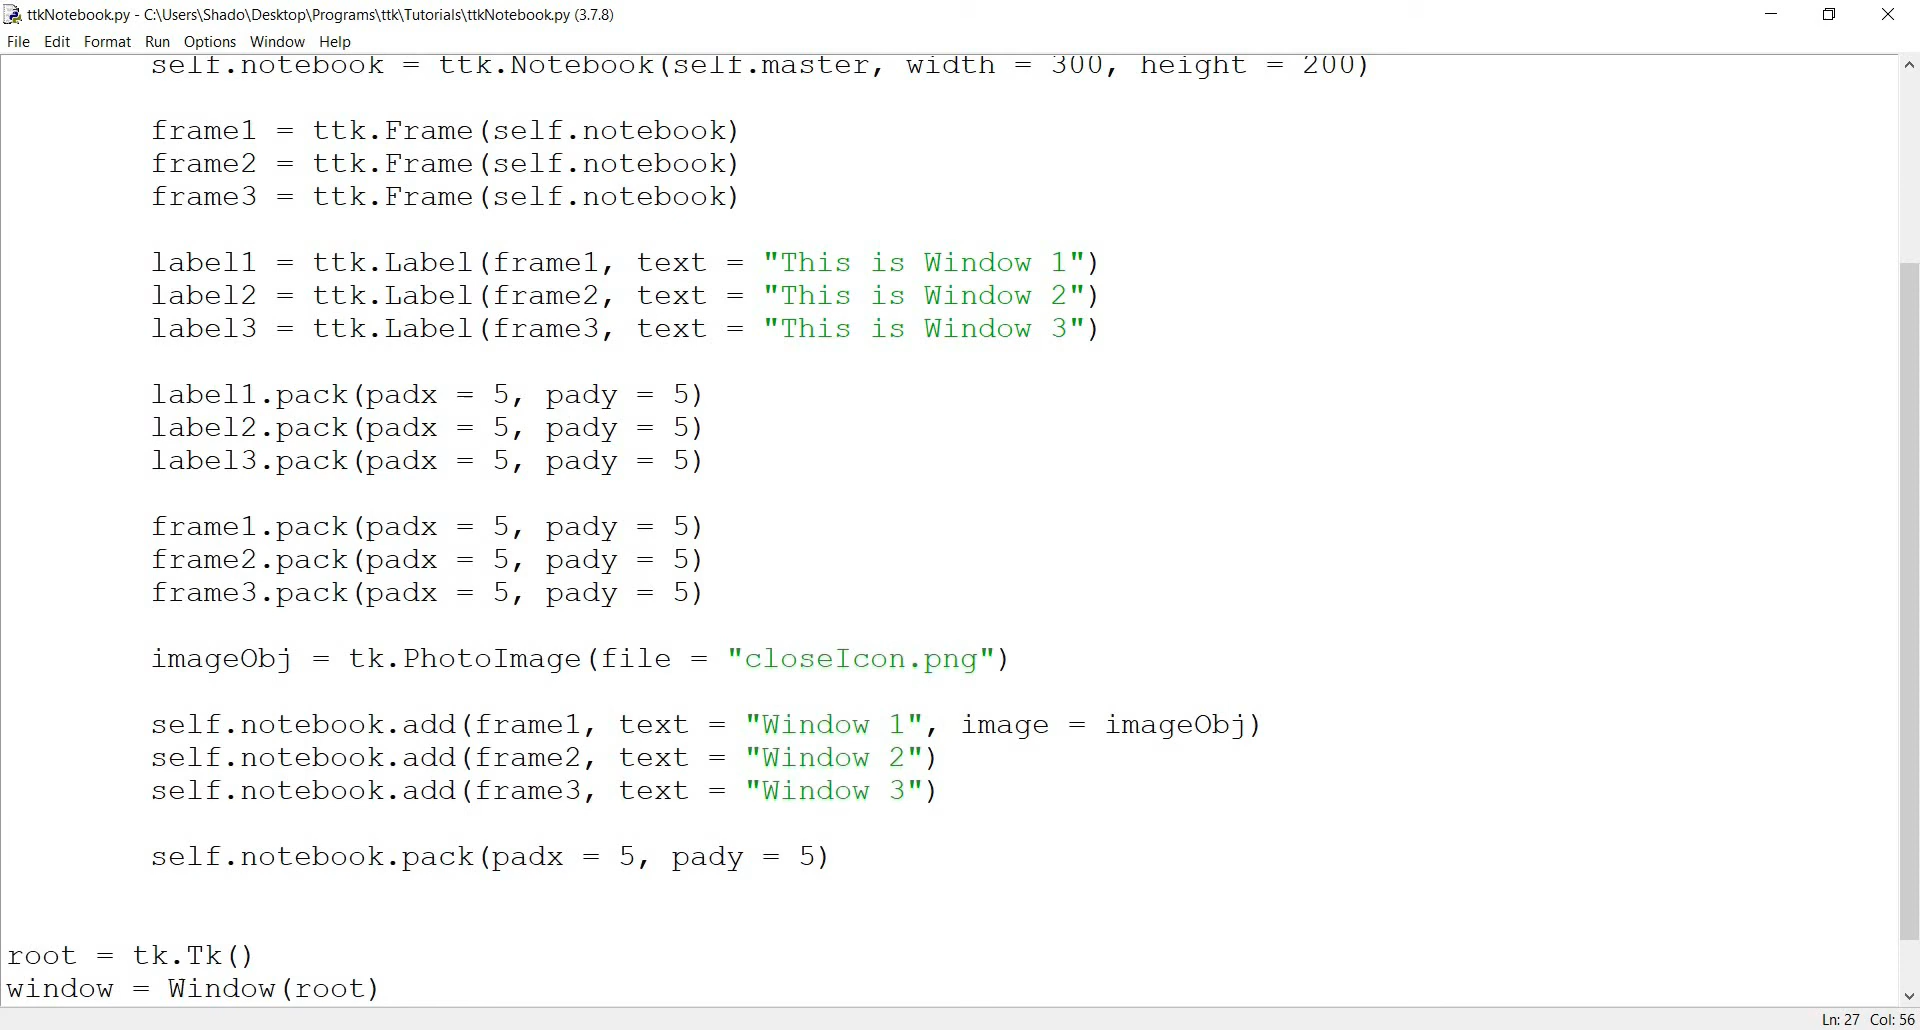 ttkNotebook.py - C:\Users\Shado\Desktop\Programs\ttk\Tutorials\ttkNotebook.py (3.7.8)
File Edit Format Run Options Window Help
self.notebook = ttk.Notebook(self.master, width = 300, height = 200)
frame1 = ttk.Frame(self.notebook)
frame2 = ttk.Frame(self.notebook)
frame3 = ttk.Frame(self.notebook)
label1 = ttk.Label(frame1, text = "This is Window 1")
label2 = ttk.Label(frame2, text = "This is Window 2")
label3 = ttk.Label(frame3, text = "This is Window 3")
label1.pack(padx = 5, pady = 5)
label2.pack(padx = 5, pady = 5)
label3.pack(padx = 5, pady = 5)
frame1.pack(padx = 5, pady = 5)
frame2.pack(padx = 5, pady = 5)
frame3.pack(padx = 5, pady = 5)
imageObj = tk.PhotoImage(file = "closeIcon.png")
self.notebook.add(frame1, text = "Window 1", image = imageObj)
self.notebook.add(frame2, text = "Window 2")
self.notebook.add(frame3, text = "Window 3")
self.notebook.pack(padx = 5, pady = 5)
root = tk.Tk()
window = Window(root)
Ln: 27 Col: 56